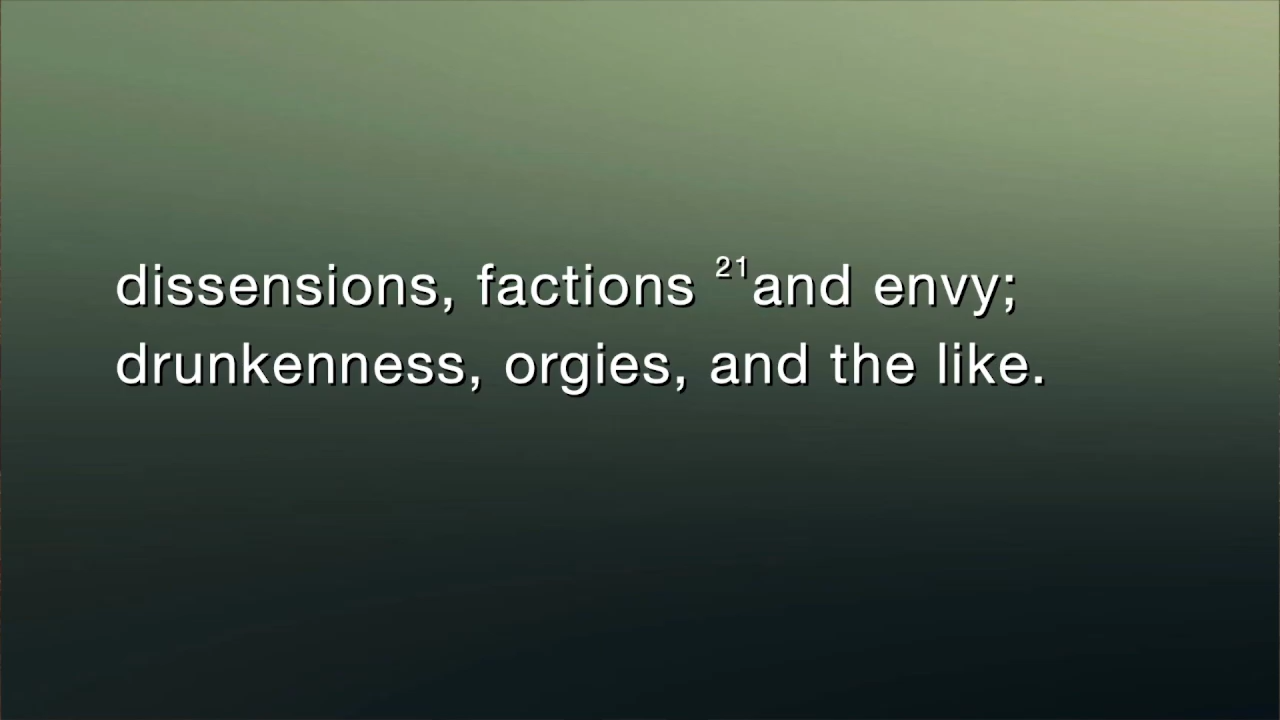 dissensions, factions 21and envy;
drunkenness, orgies, and the like.